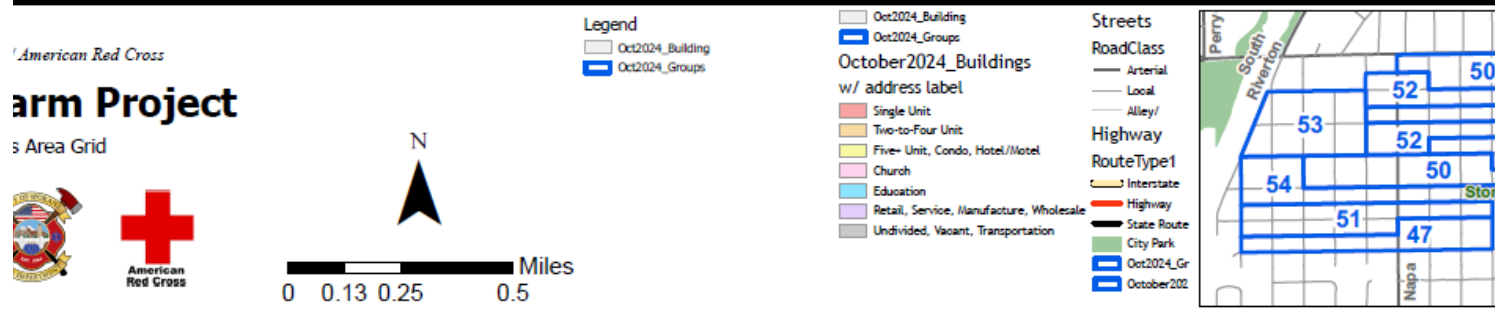 American Red Cross
arm Project
s Area Grid
American
Red Cross
N
Miles
0 0.13 0.25 0.5
Legend
Oct2024_Building
Oct2024_Groups
Oct2024_Building
Oct2024_Groups
October2024_Buildings
w/ address label
Single Unit
Two-to-Four Unit
Five+ Unit, Condo, Hotel/Motel
Church
Education
Retail, Service, Manufacture, Wholesale
Undivided, Vacant, Transportation
Streets
RoadClass
Arterial
Local
Alley/
Highway
RouteType1
Interstate
Highway
State Route
City Park
Oct2024_Gr
October202
Perry
South
Riverton
50
52
53
52
50
54
Stor
51
47
Napa